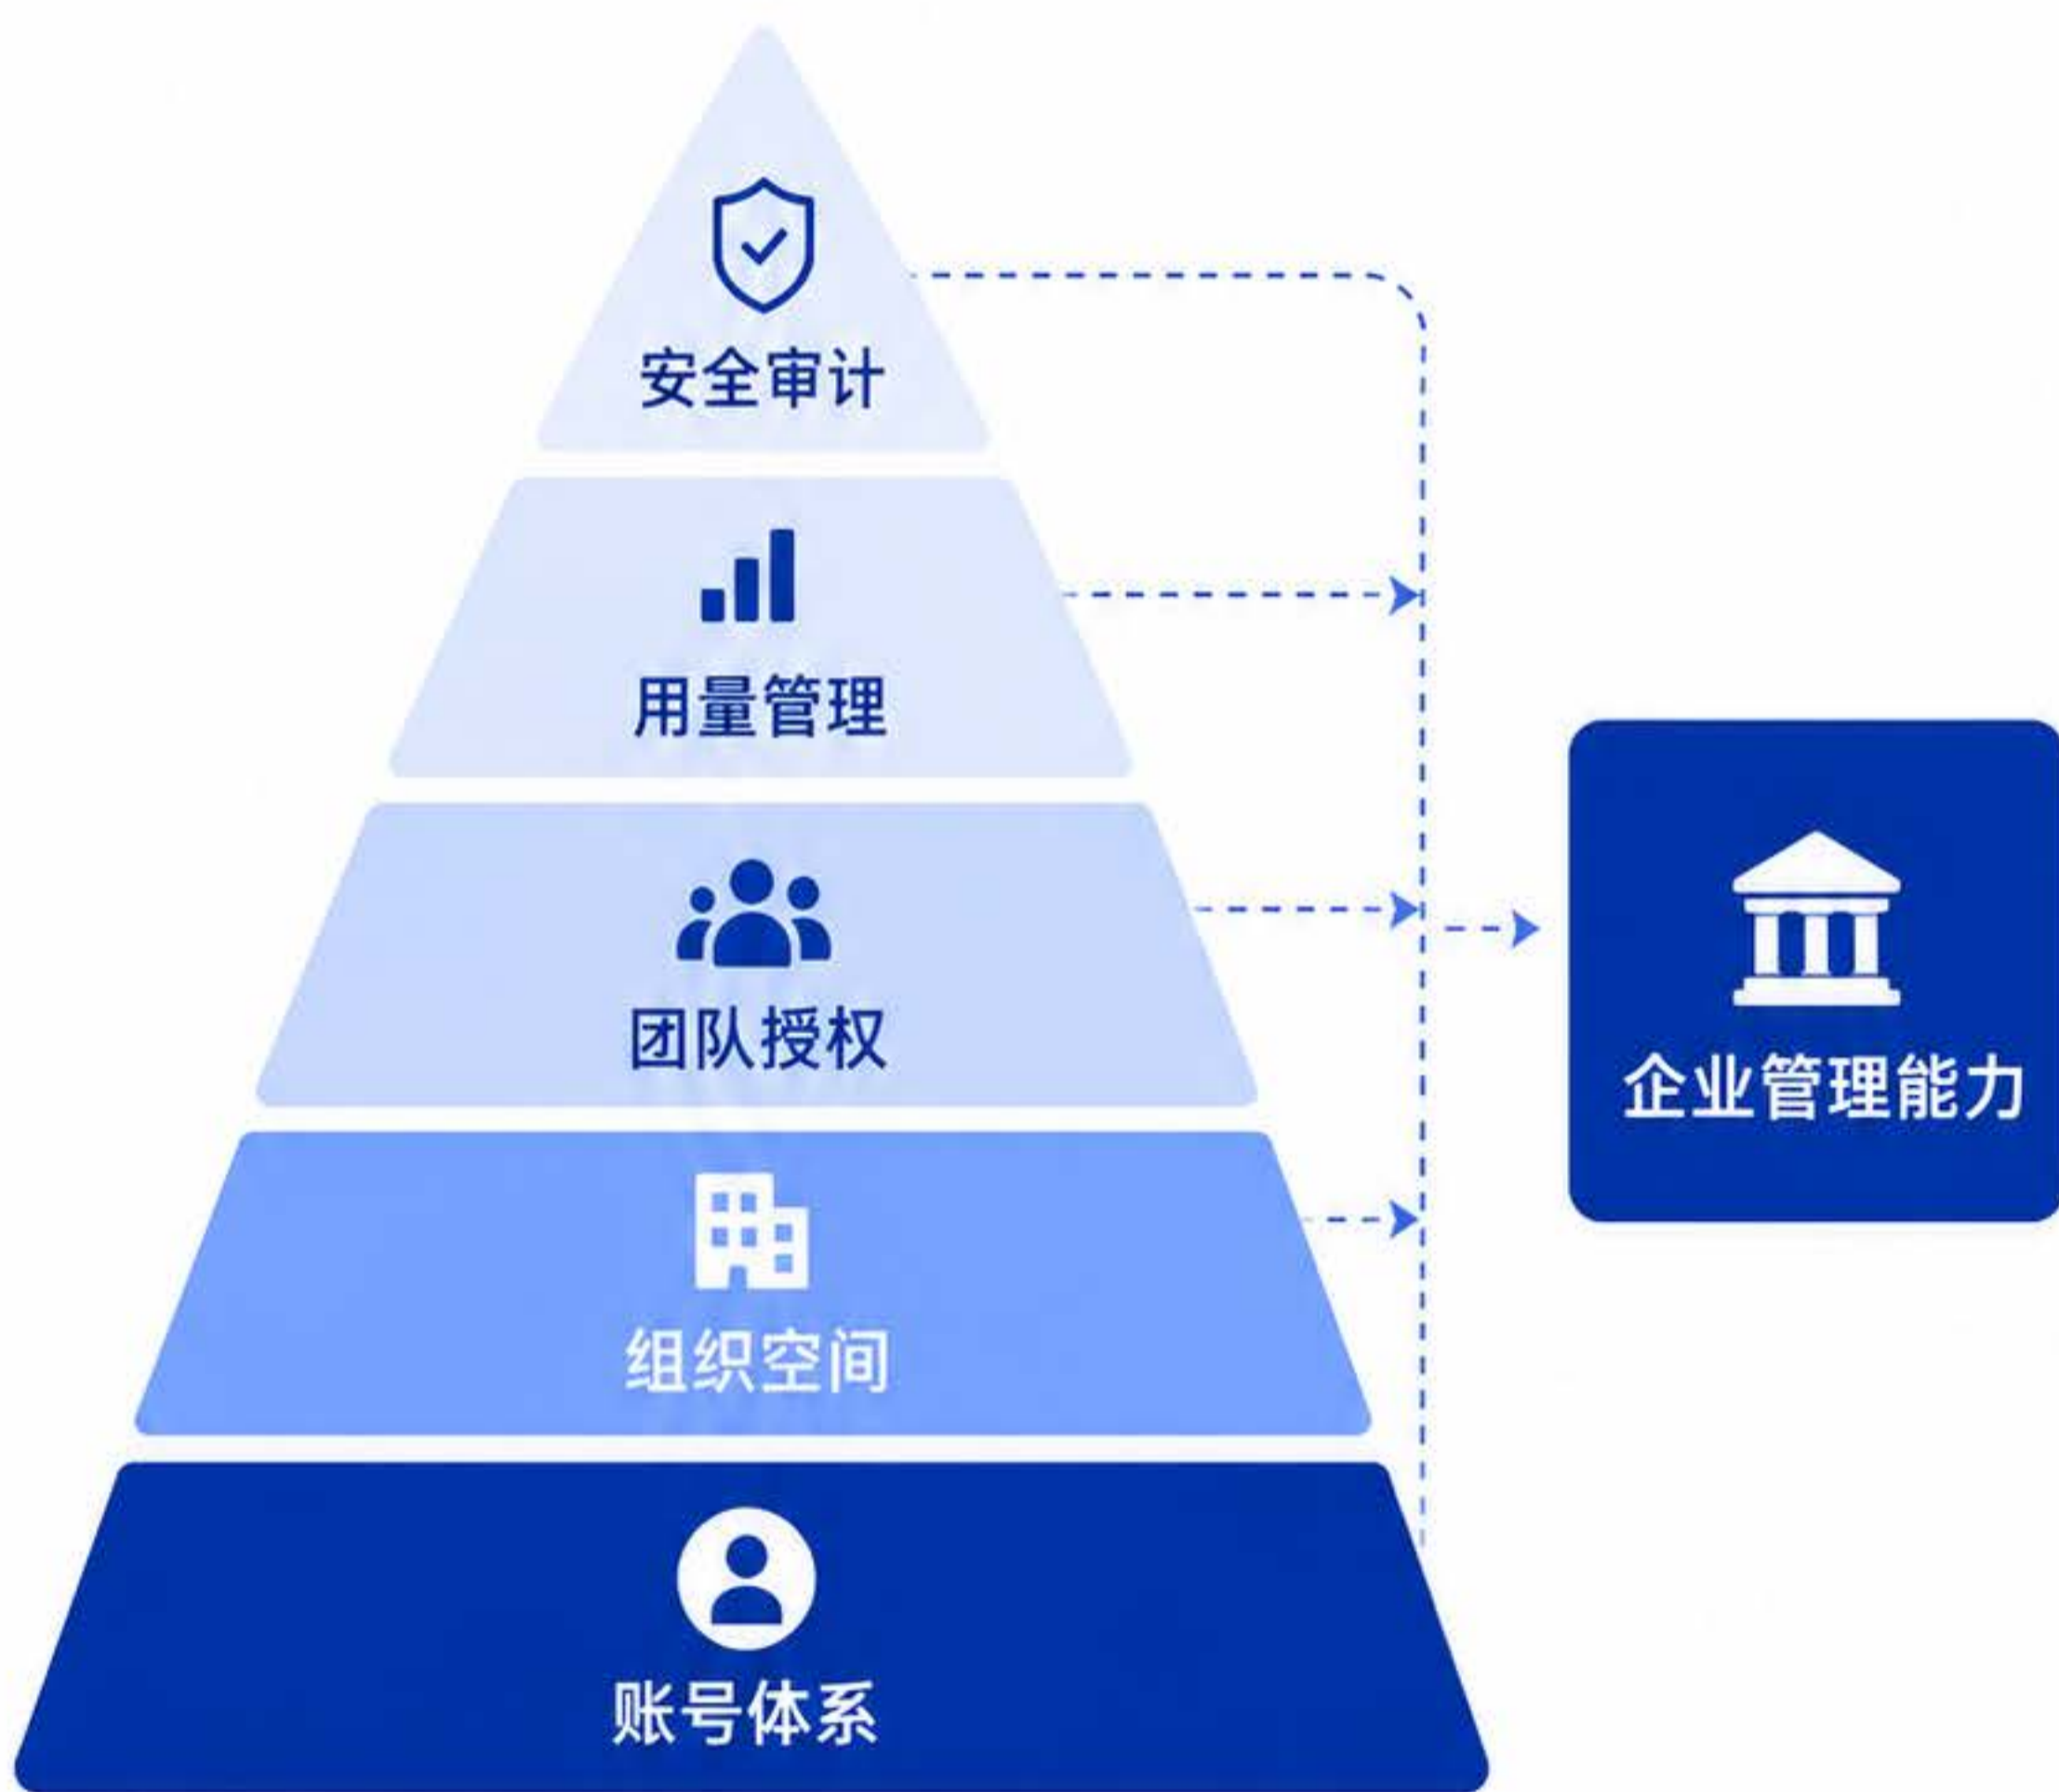 安全审计
用量管理
团队授权
企业管理能力
组织空间
账号体系